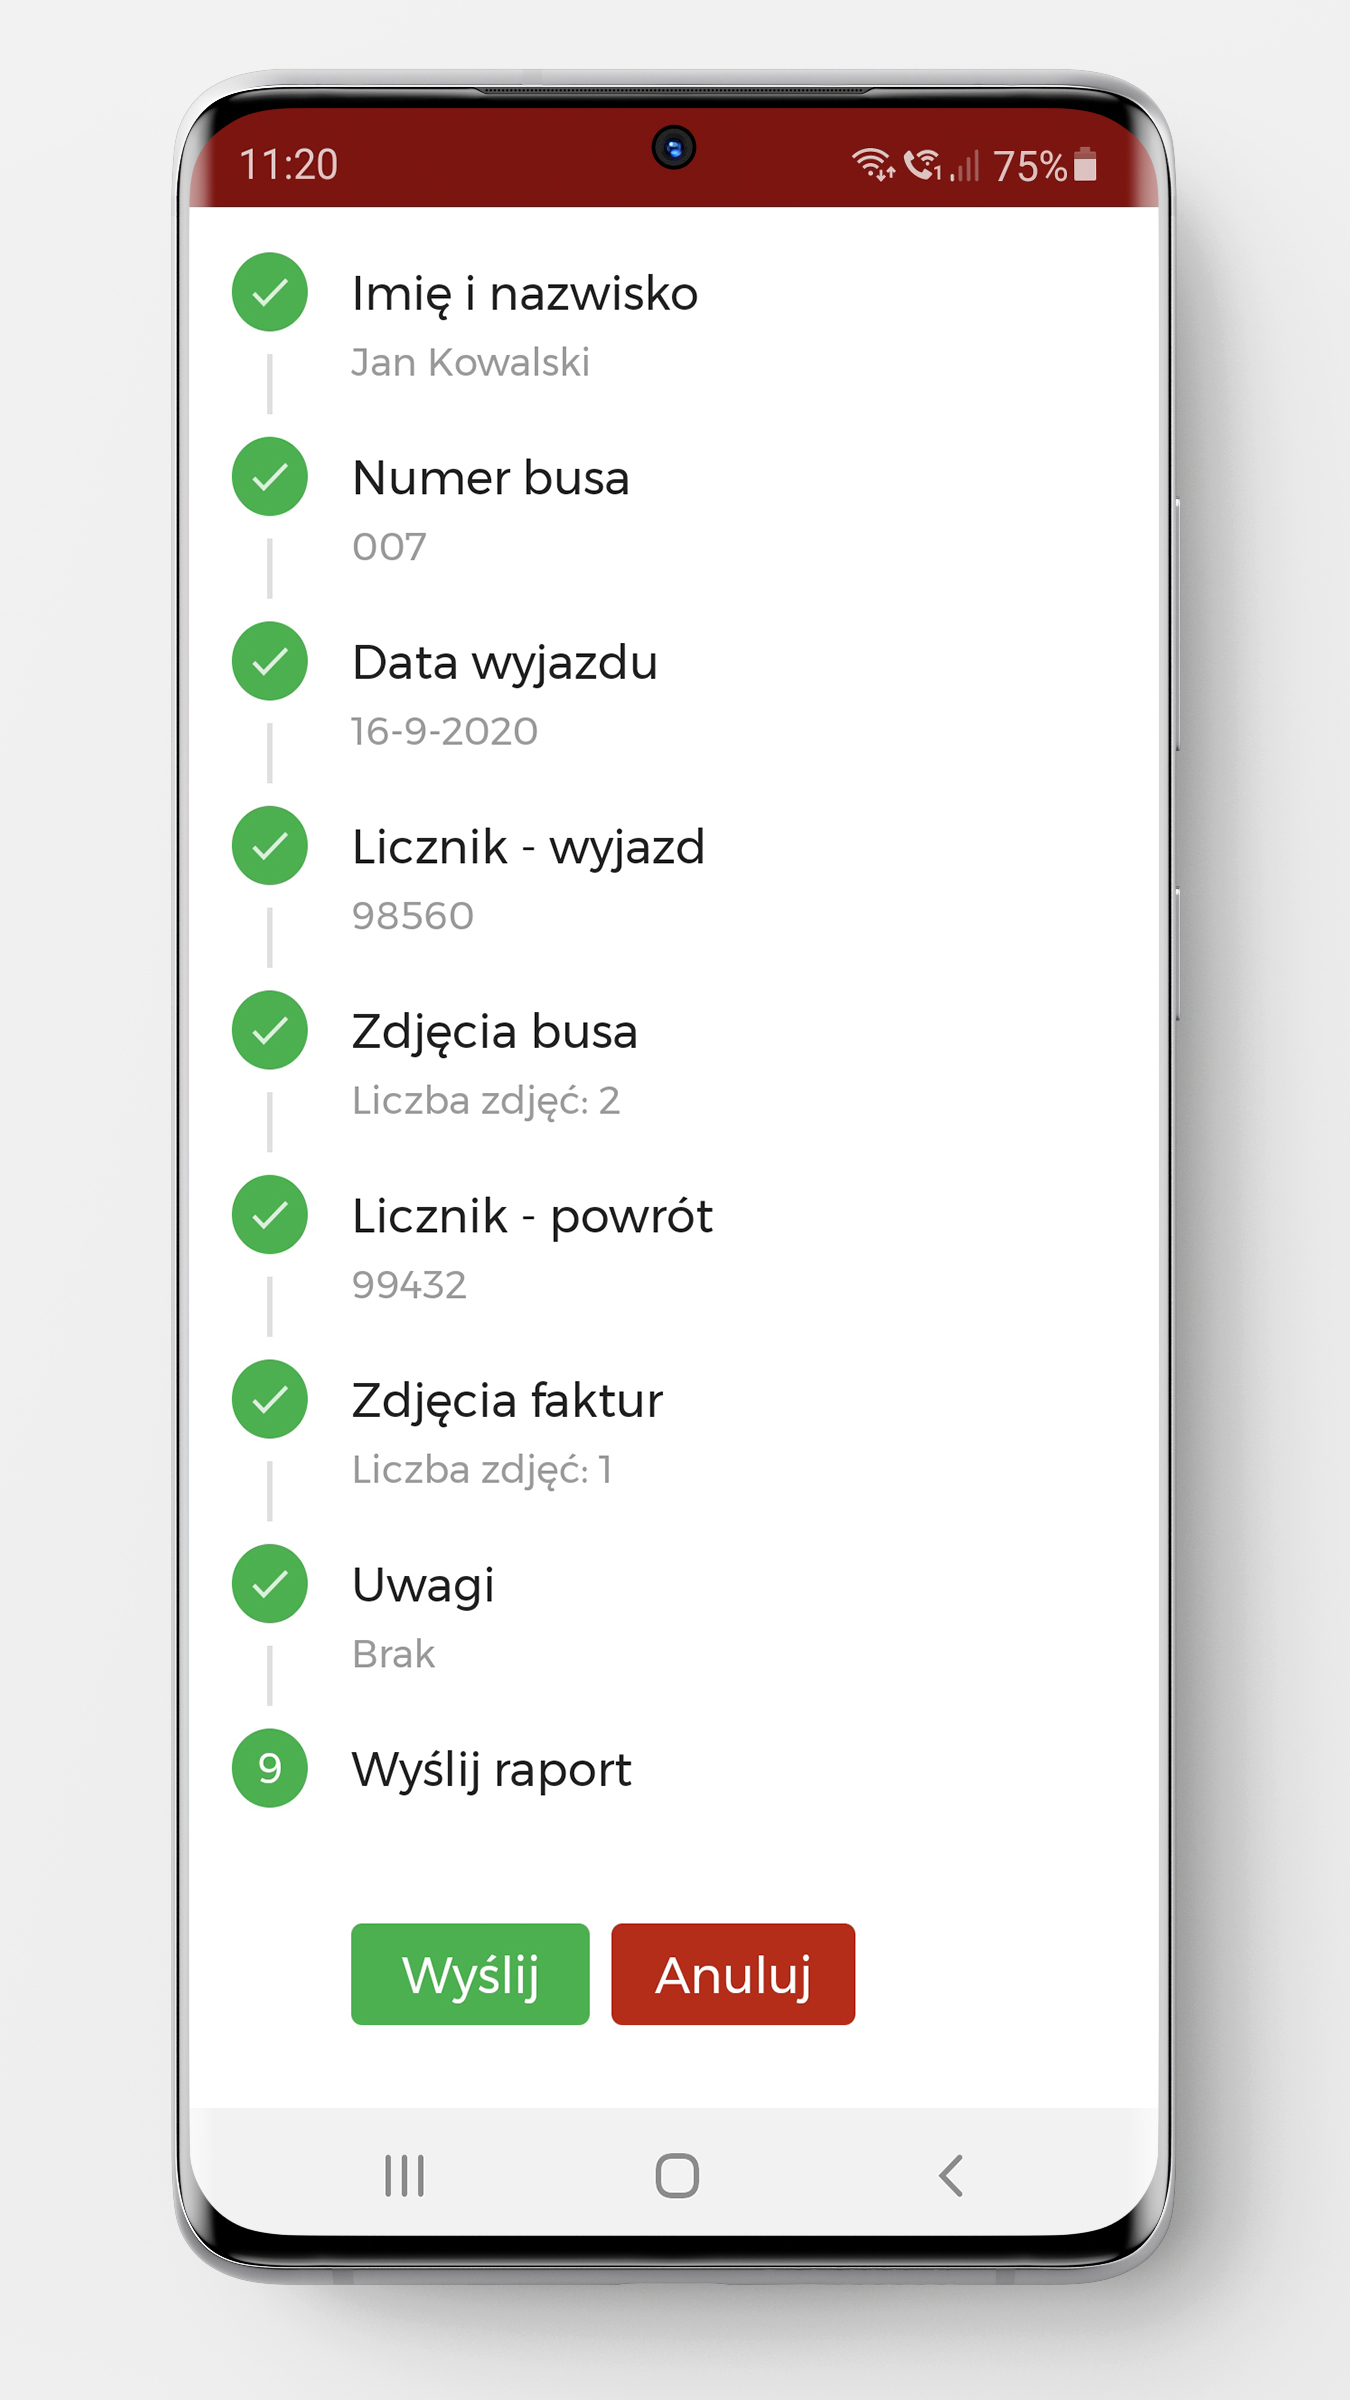 11:20
1
75%
Imię i nazwisko
Jan Kowalski
Numer busa
007
Data wyjazdu
16-9-2020
Licznik - wyjazd
98560
Zdjęcia busa
Liczba zdjęć: 2
Licznik - powrót
99432
Zdjęcia faktur
Liczba zdjęć: 1
Uwagi
Brak
9
Wyślij raport
Wyślij
Anuluj